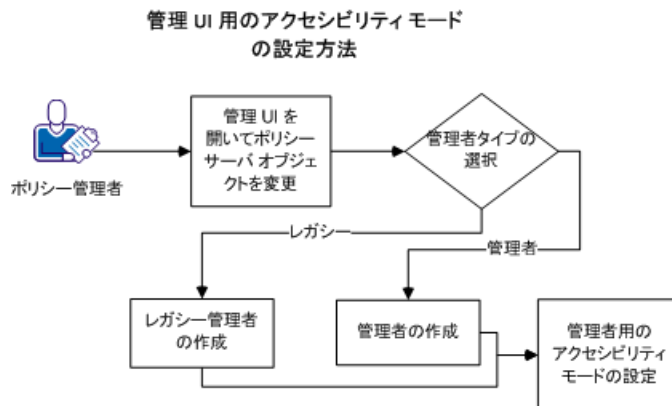 管理 UI 用のアクセシビリティ モード
の設定方法
ポリシー管理者
管理 UI を
開いてポリシー
サーバ オブジェ
クトを変更
管理者タイプの
選択
レガシー
管理者
レガシー管理者
の作成
管理者の作成
管理者用の
アクセシビリティ
モードの設定